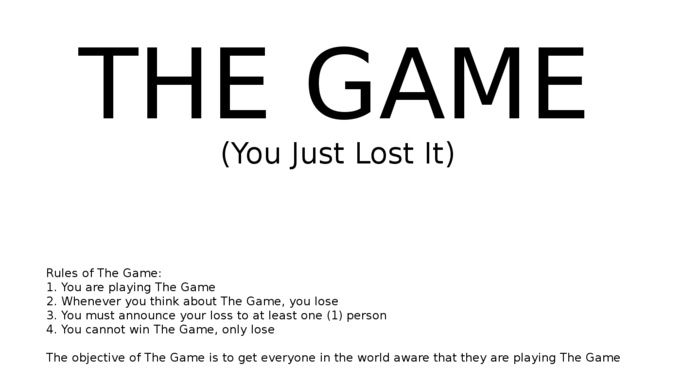 THE GAME
(You Just Lost It)
Rules of The Game:
1. You are playing The Game
2. Whenever you think about The Game, you lose
3. You must announce your loss to at least one (1) person
4. You cannot win The Game, only lose
The objective of The Game is to get everyone in the world aware that they are playing The Game